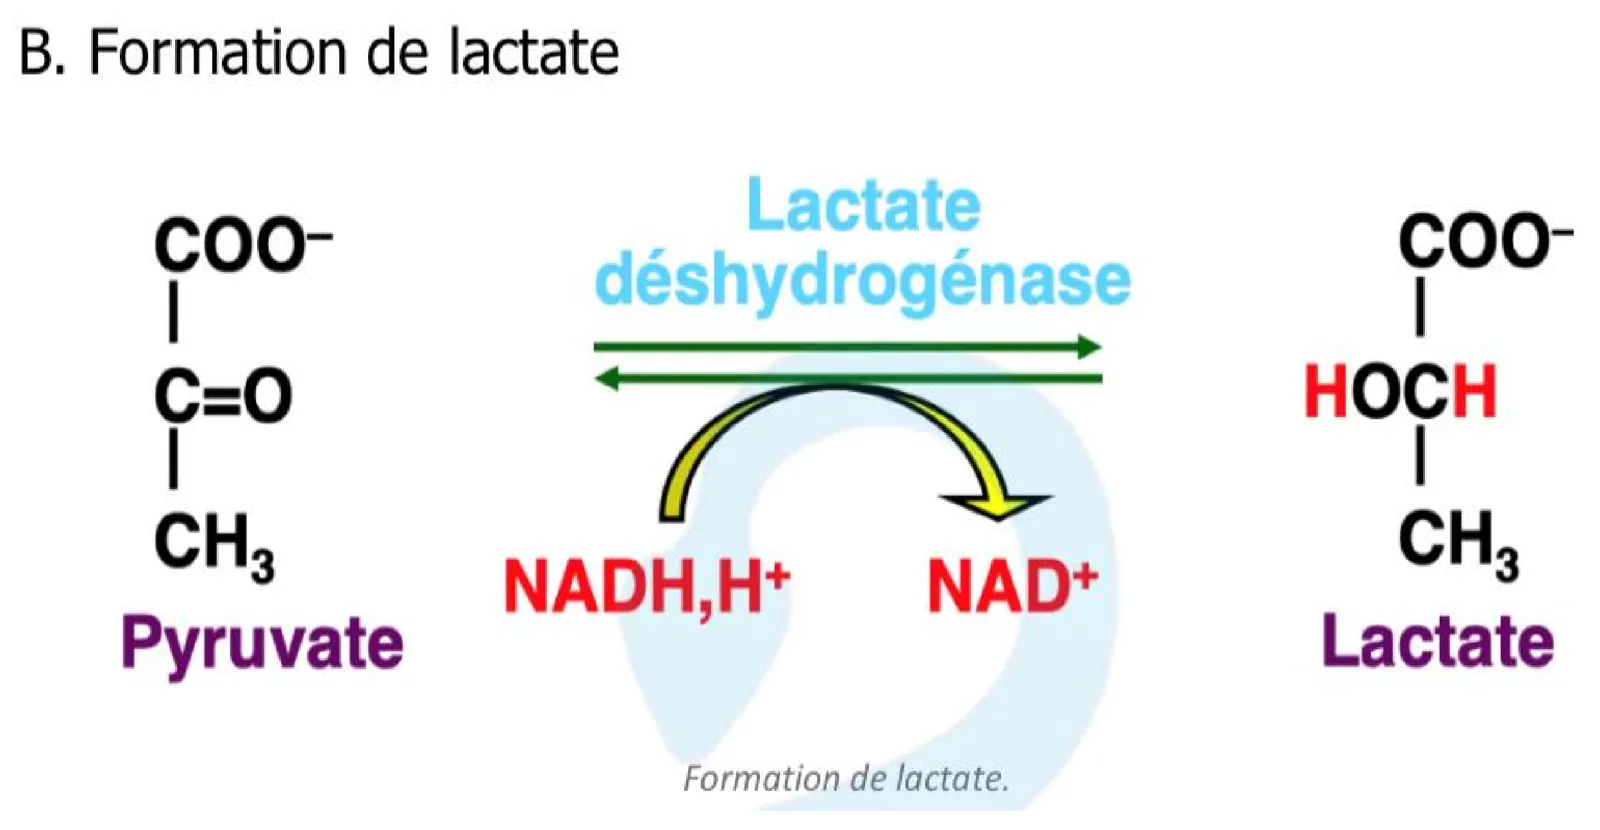 B. Formation de lactate
Lactate
déshydrogénase
COO–
C=O
CH₃
Pyruvate
NADH,H⁺
NAD⁺
COO–
HOCH
CH₃
Lactate
Formation de lactate.